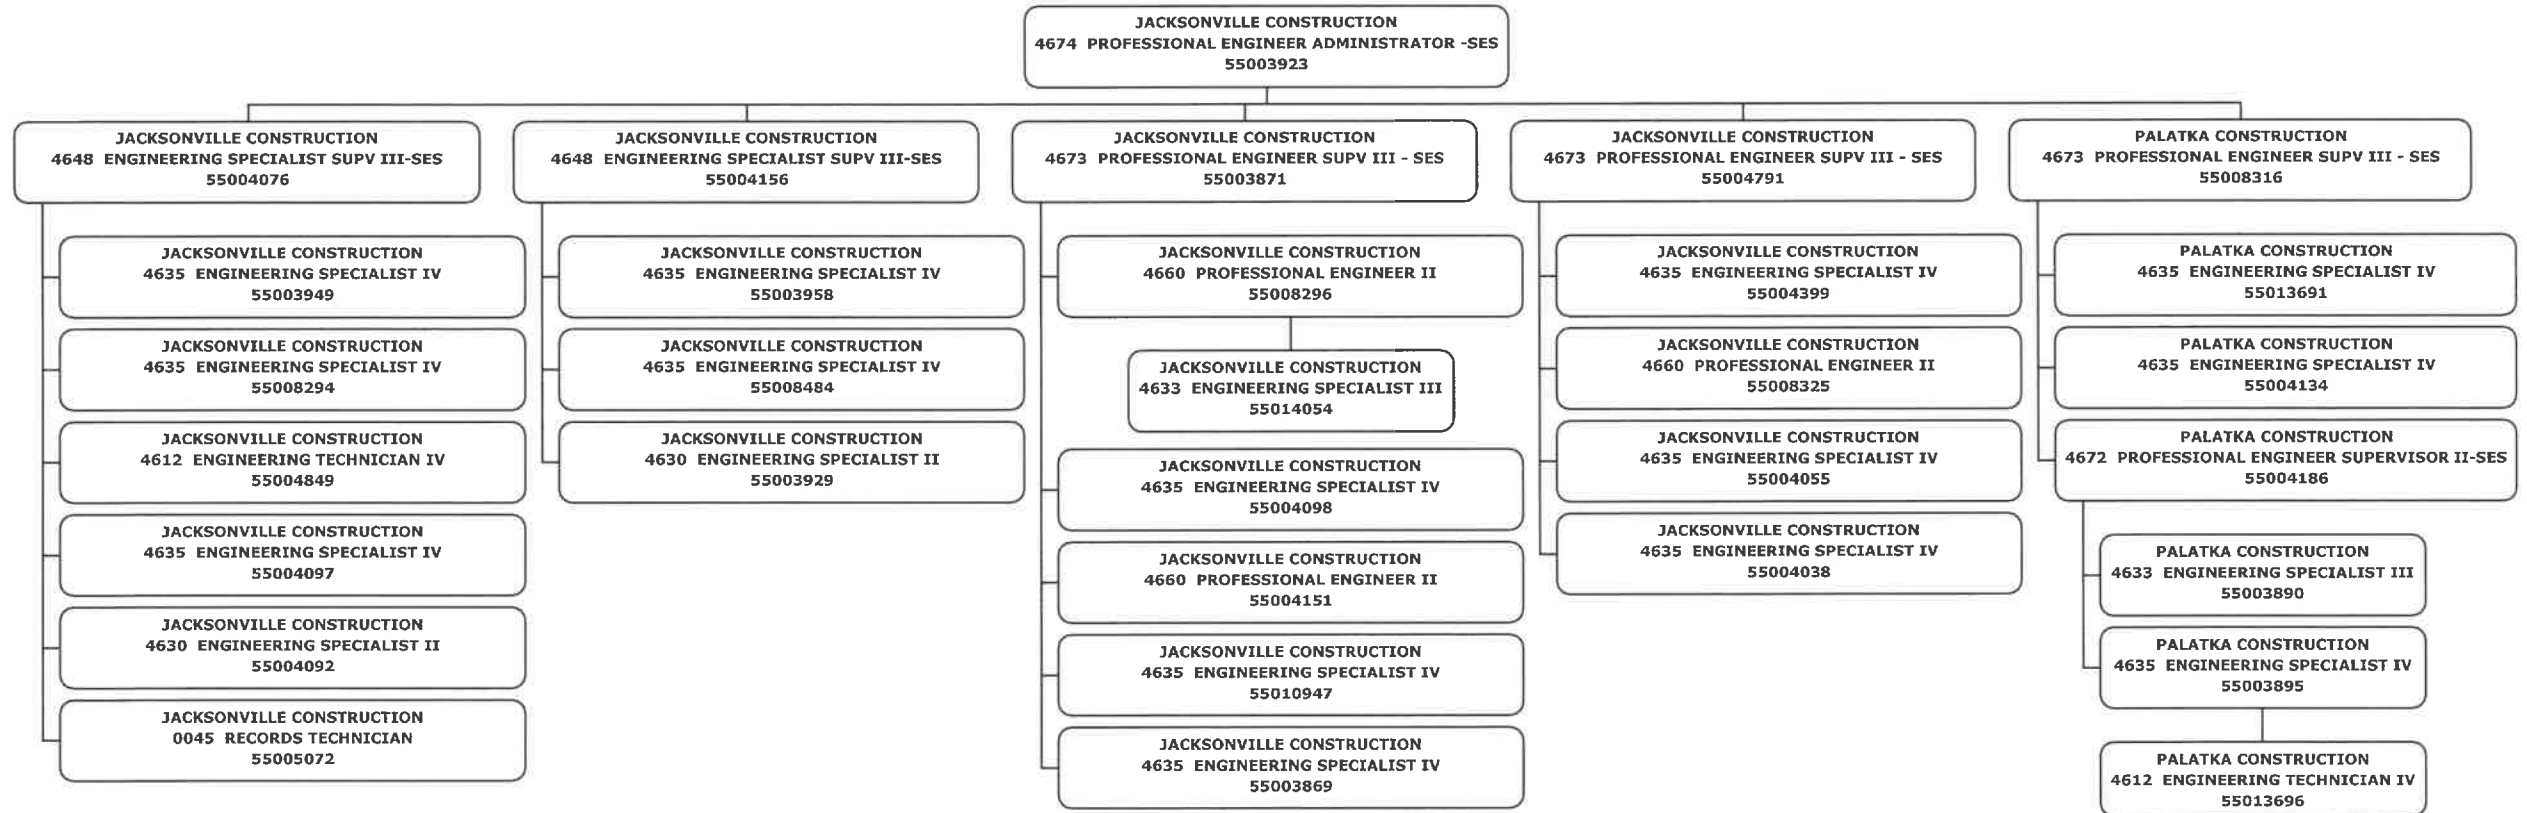 JACKSONVILLE CONSTRUCTION
4674 PROFESSIONAL ENGINEER ADMINISTRATOR -SES
55003923
JACKSONVILLE CONSTRUCTION
4648 ENGINEERING SPECIALIST SUPV III-SES
55004076
JACKSONVILLE CONSTRUCTION
4635 ENGINEERING SPECIALIST IV
55003949
JACKSONVILLE CONSTRUCTION
4635 ENGINEERING SPECIALIST IV
55008294
JACKSONVILLE CONSTRUCTION
4612 ENGINEERING TECHNICIAN IV
55004849
JACKSONVILLE CONSTRUCTION
4635 ENGINEERING SPECIALIST IV
55004097
JACKSONVILLE CONSTRUCTION
4630 ENGINEERING SPECIALIST II
55004092
JACKSONVILLE CONSTRUCTION
0045 RECORDS TECHNICIAN
55005072
JACKSONVILLE CONSTRUCTION
4648 ENGINEERING SPECIALIST SUPV III-SES
55004156
JACKSONVILLE CONSTRUCTION
4635 ENGINEERING SPECIALIST IV
55003958
JACKSONVILLE CONSTRUCTION
4635 ENGINEERING SPECIALIST IV
55008484
JACKSONVILLE CONSTRUCTION
4630 ENGINEERING SPECIALIST II
55003929
JACKSONVILLE CONSTRUCTION
4673 PROFESSIONAL ENGINEER SUPV III - SES
55003871
JACKSONVILLE CONSTRUCTION
4660 PROFESSIONAL ENGINEER II
55008296
JACKSONVILLE CONSTRUCTION
4633 ENGINEERING SPECIALIST III
55014054
JACKSONVILLE CONSTRUCTION
4635 ENGINEERING SPECIALIST IV
55004098
JACKSONVILLE CONSTRUCTION
4660 PROFESSIONAL ENGINEER II
55004151
JACKSONVILLE CONSTRUCTION
4635 ENGINEERING SPECIALIST IV
55010947
JACKSONVILLE CONSTRUCTION
4635 ENGINEERING SPECIALIST IV
55003869
JACKSONVILLE CONSTRUCTION
4673 PROFESSIONAL ENGINEER SUPV III - SES
55004791
JACKSONVILLE CONSTRUCTION
4635 ENGINEERING SPECIALIST IV
55004399
JACKSONVILLE CONSTRUCTION
4660 PROFESSIONAL ENGINEER II
55008325
JACKSONVILLE CONSTRUCTION
4635 ENGINEERING SPECIALIST IV
55004055
JACKSONVILLE CONSTRUCTION
4635 ENGINEERING SPECIALIST IV
55004038
PALATKA CONSTRUCTION
4673 PROFESSIONAL ENGINEER SUPV III - SES
55008316
PALATKA CONSTRUCTION
4635 ENGINEERING SPECIALIST IV
55013691
PALATKA CONSTRUCTION
4635 ENGINEERING SPECIALIST IV
55004134
PALATKA CONSTRUCTION
4672 PROFESSIONAL ENGINEER SUPERVISOR II-SES
55004186
PALATKA CONSTRUCTION
4633 ENGINEERING SPECIALIST III
55003890
PALATKA CONSTRUCTION
4635 ENGINEERING SPECIALIST IV
55003895
PALATKA CONSTRUCTION
4612 ENGINEERING TECHNICIAN IV
55013696